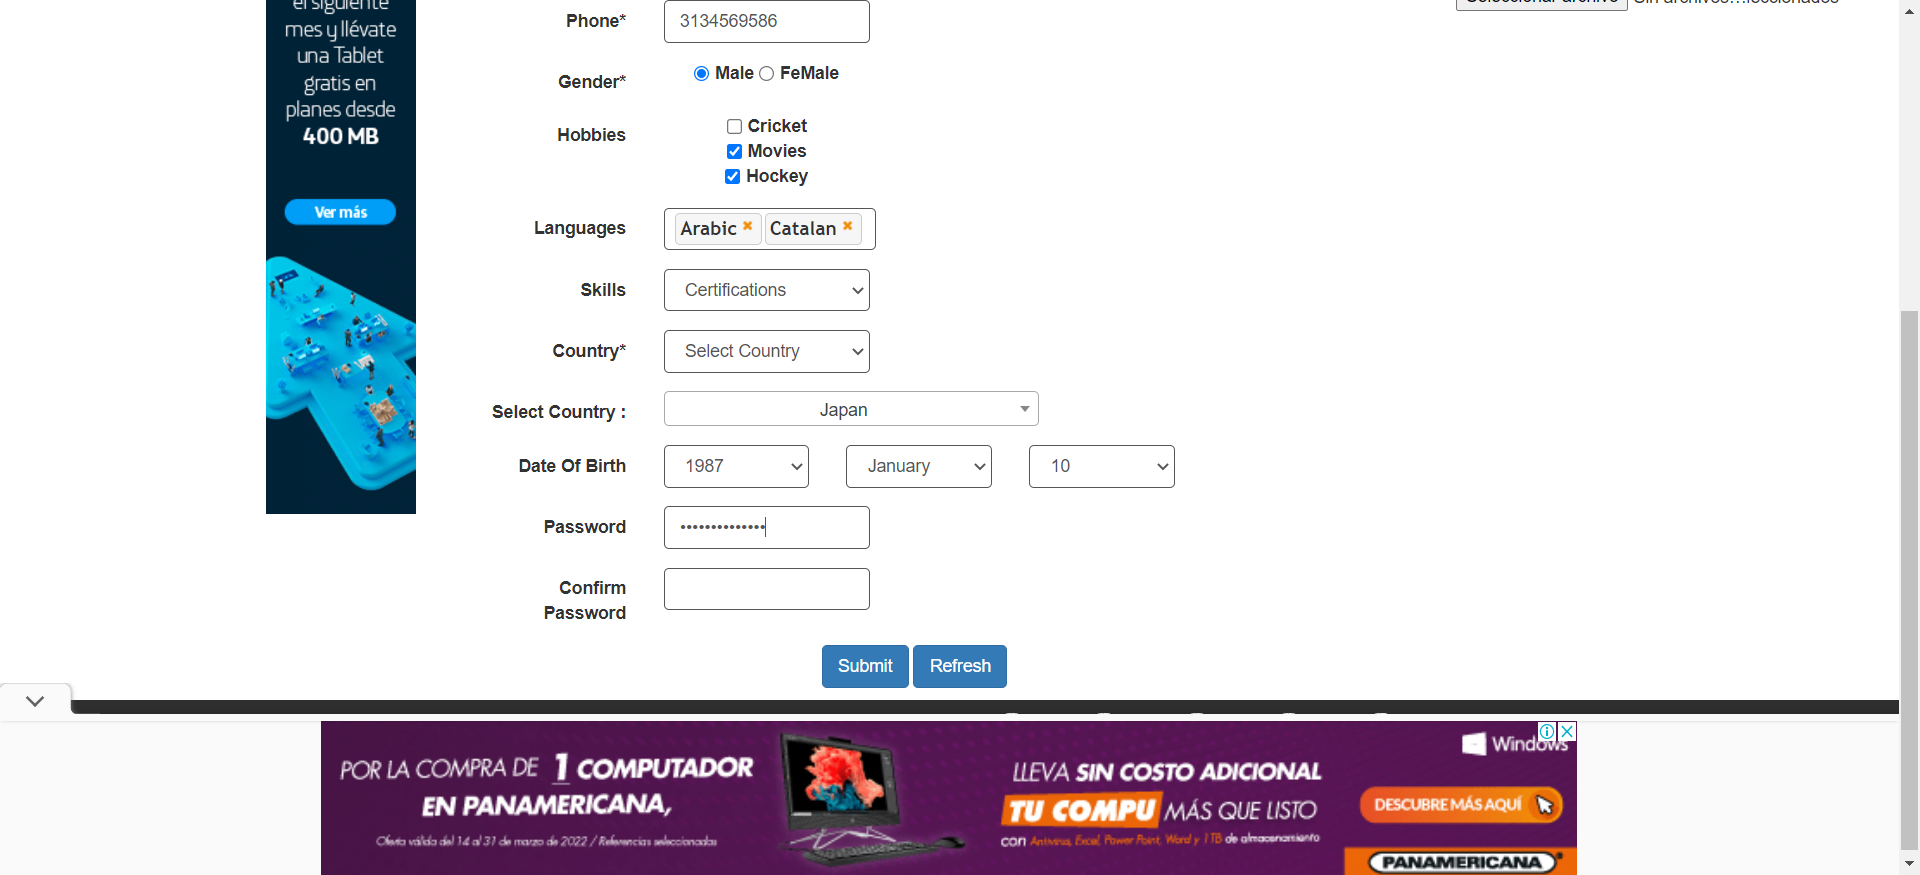 el siguiente
mes y llévate
una Tablet
gratis en
planes desde
400 MB
Ver más
Phone*
3134569586
Gender*
Male
FeMale
Hobbies
Cricket
Movies
Hockey
Languages
Arabic
Catalan
Skills
Certifications
Country*
Select Country
Select Country :
Japan
Date Of Birth
1987
January
10
Password
••••••••••••••
Confirm
Password
Submit
Refresh
Seleccionar archivo
Sin archivos…leccionados
POR LA COMPRA DE 1 COMPUTADOR
EN PANAMERICANA,
Oferta válida del 14 al 31 de marzo de 2022 / Referencias seleccionadas
LLEVA SIN COSTO ADICIONAL
TU COMPU MÁS QUE LISTO
con Antivirus, Excel, Power Point, Word y 1 TB de almacenamiento
Windows
DESCUBRE MÁS AQUÍ
PANAMERICANA